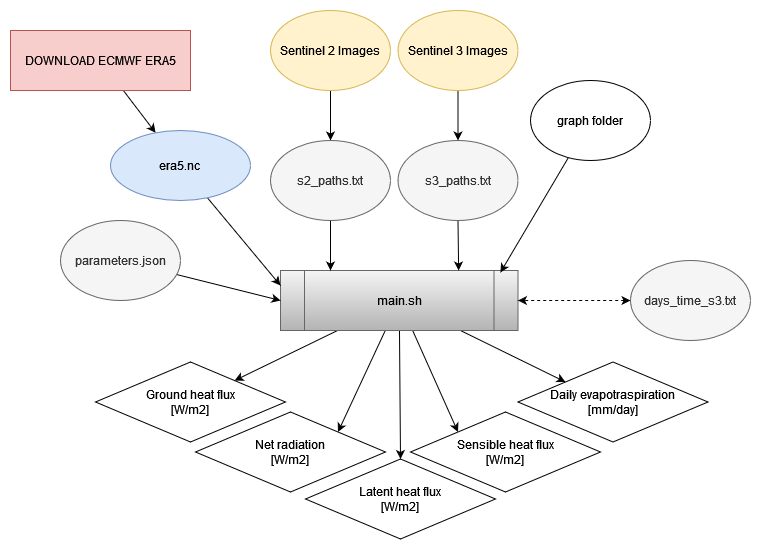 DOWNLOAD ECMWF ERA5
Sentinel 2 Images
Sentinel 3 Images
graph folder
era5.nc
s2_paths.txt
s3_paths.txt
parameters.json
main.sh
days_time_s3.txt
Ground heat flux
[W/m2]
Daily evapotraspiration
[mm/day]
Net radiation
[W/m2]
Sensible heat flux
[W/m2]
Latent heat flux
[W/m2]